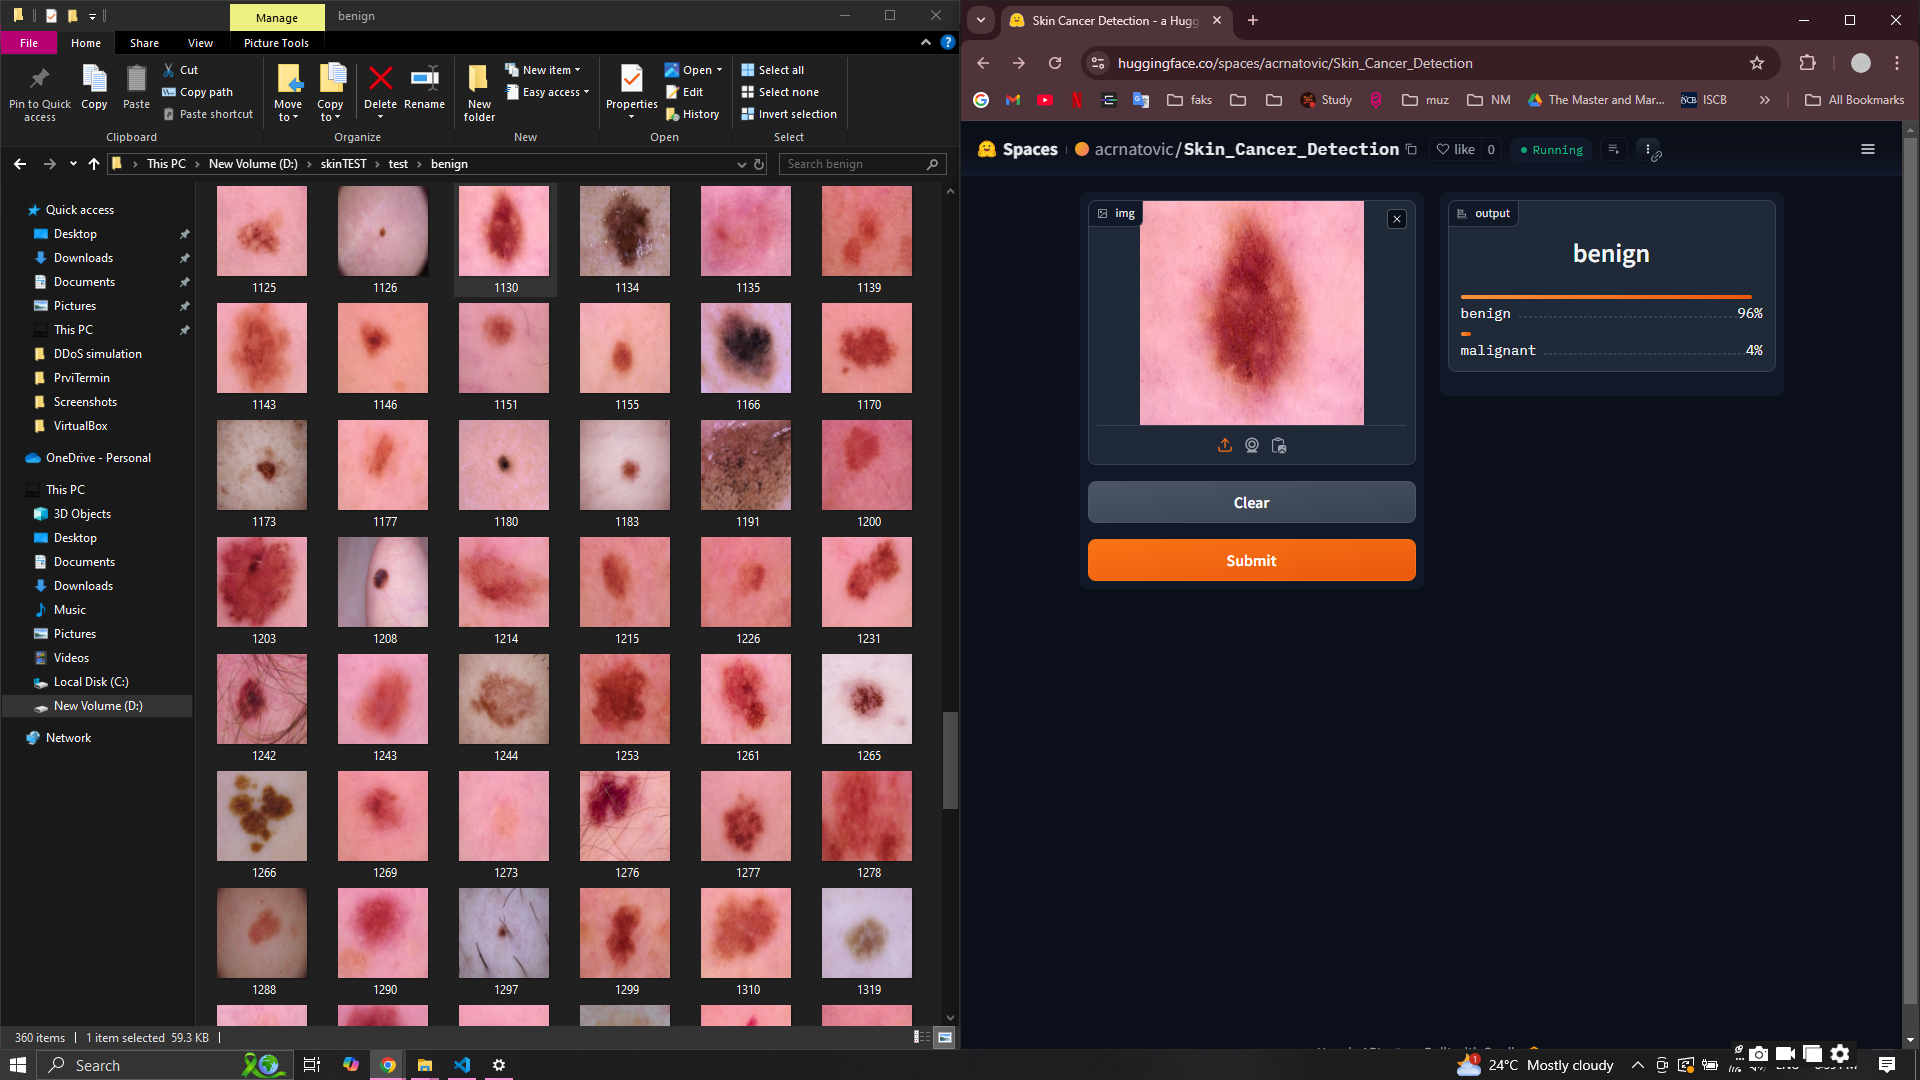 Manage
benign
File
Home
Share
View
Picture Tools
Pin to Quick access
Copy
Paste
Cut
Copy path
Paste shortcut
Clipboard
Move to
Copy to
Delete
Rename
Organize
New folder
New item
Easy access
New
Properties
Open
Edit
History
Open
Select all
Select none
Invert selection
Select
This PC
New Volume (D:)
skinTEST
test
benign
Search benign
Quick access
Desktop
Downloads
Documents
Pictures
This PC
DDoS simulation
PrviTermin
Screenshots
VirtualBox
OneDrive - Personal
This PC
3D Objects
Desktop
Documents
Downloads
Music
Pictures
Videos
Local Disk (C:)
New Volume (D:)
Network
1125 1126 1130 1134 1135 1139
1143 1146 1151 1155 1166 1170
1173 1177 1180 1183 1191 1200
1203 1208 1214 1215 1226 1231
1242 1243 1244 1253 1261 1265
1266 1269 1273 1276 1277 1278
1288 1290 1297 1299 1310 1319
360 items
1 item selected 59.3 KB
Skin Cancer Detection - a Hugg
huggingface.co/spaces/acrnatovic/Skin_Cancer_Detection
faks
Study
muz
NM
The Master and Mar...
ISCB
ISCB
All Bookmarks
Spaces
acrnatovic/Skin_Cancer_Detection
like
0
Running
img
Clear
Submit
output
benign
benign 96%
malignant 4%
Search
1
24°C Mostly cloudy